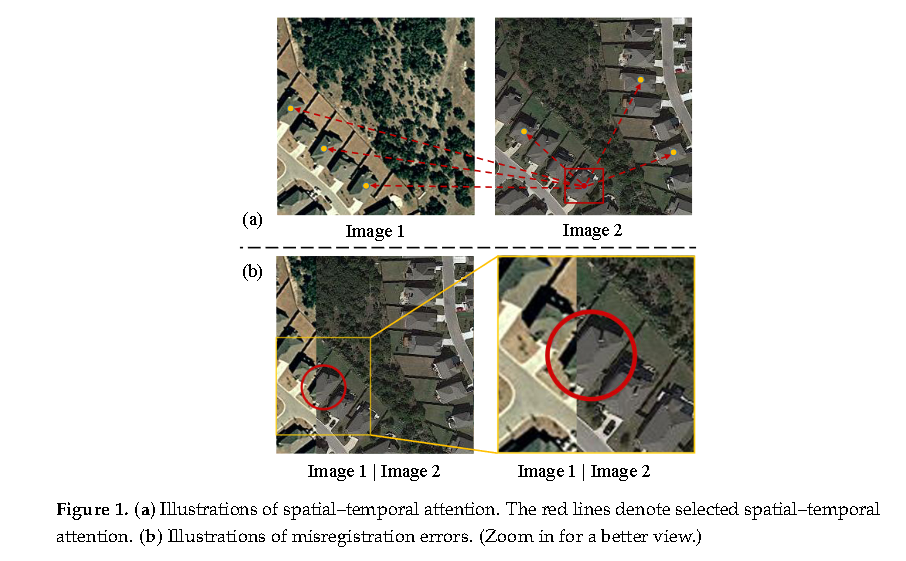 (a)
Image 1
Image 2
(b)
Image 1 | Image 2
Image 1 | Image 2
Figure 1. (a) Illustrations of spatial–temporal attention. The red lines denote selected spatial–temporal
attention. (b) Illustrations of misregistration errors. (Zoom in for a better view.)